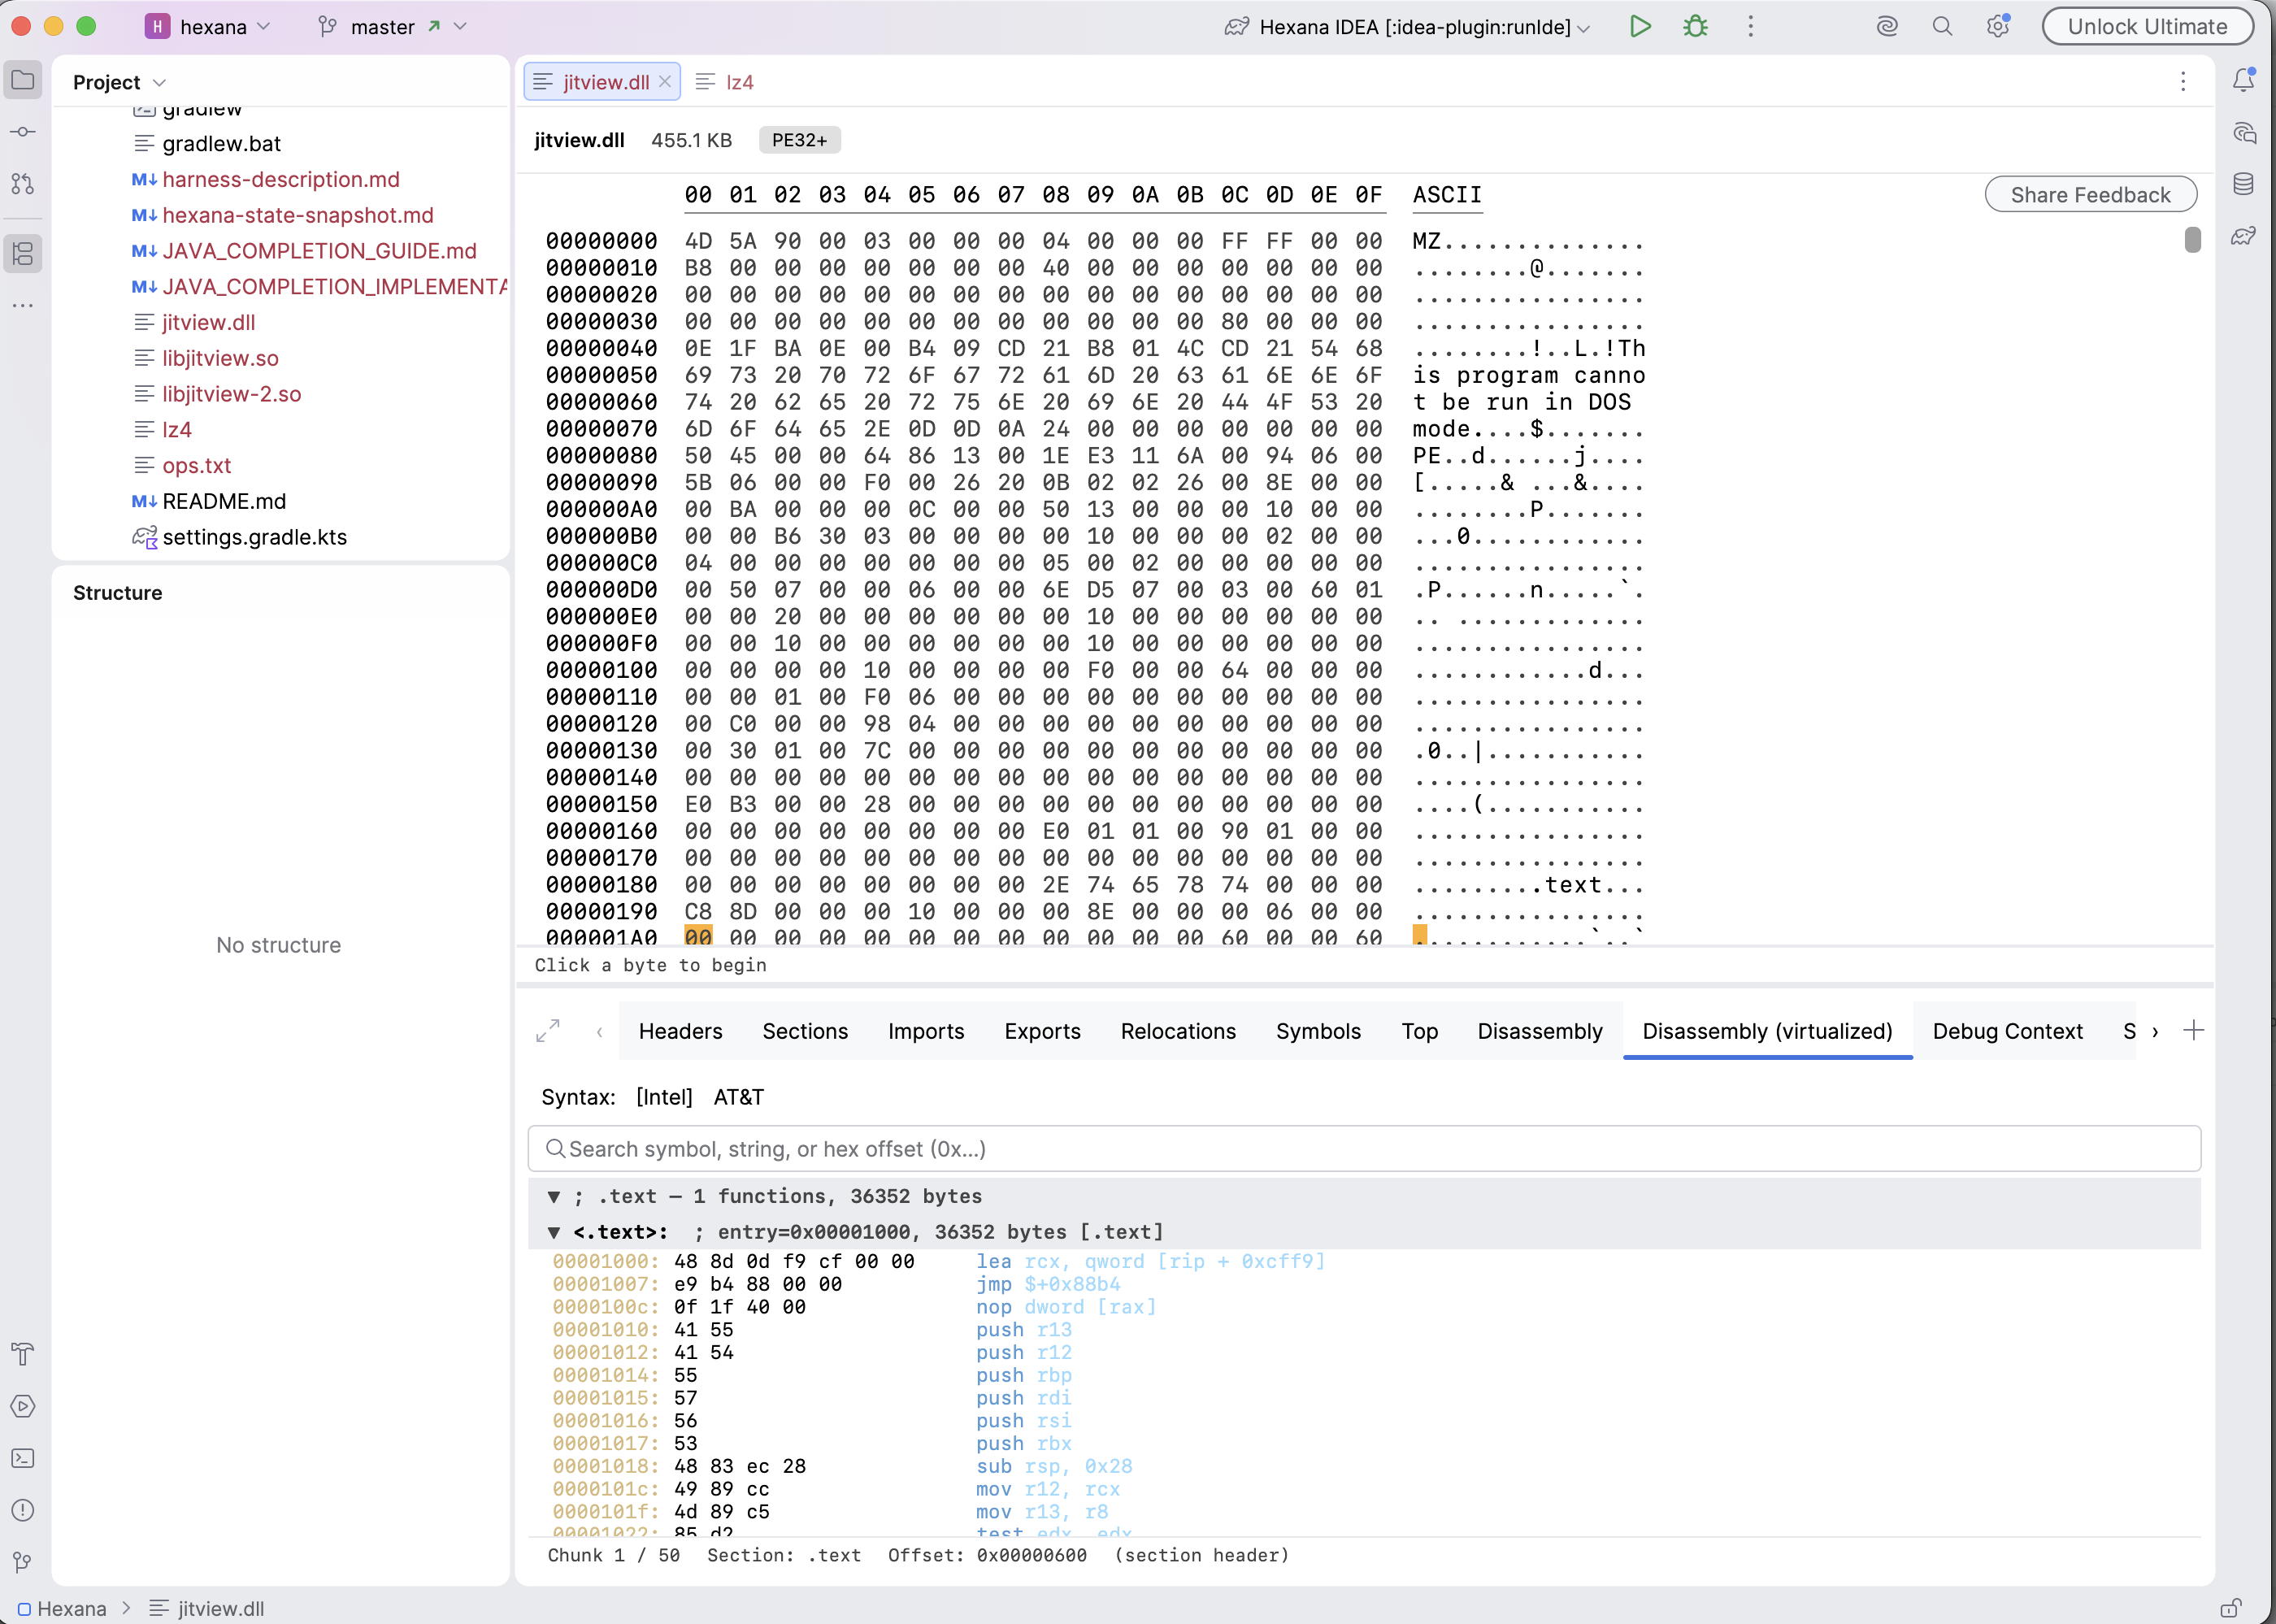 H hexana master Hexana IDEA [:idea-plugin:runIde] Unlock Ultimate
Project
gradlew
gradlew.bat
M↓ harness-description.md
M↓ hexana-state-snapshot.md
M↓ JAVA_COMPLETION_GUIDE.md
M↓ JAVA_COMPLETION_IMPLEMENTA
jitview.dll
libjitview.so
libjitview-2.so
lz4
ops.txt
M↓ README.md
settings.gradle.kts
Structure
No structure
jitview.dll lz4
jitview.dll 455.1 KB PE32+
00 01 02 03 04 05 06 07 08 09 0A 0B 0C 0D 0E 0F ASCII
Share Feedback
00000000 4D 5A 90 00 03 00 00 00 04 00 00 00 FF FF 00 00 MZ..............
00000010 B8 00 00 00 00 00 00 00 40 00 00 00 00 00 00 00 ........@.......
00000020 00 00 00 00 00 00 00 00 00 00 00 00 00 00 00 00 ................
00000030 00 00 00 00 00 00 00 00 00 00 00 00 80 00 00 00 ................
00000040 0E 1F BA 0E 00 B4 09 CD 21 B8 01 4C CD 21 54 68 ........!..L.!Th
00000050 69 73 20 70 72 6F 67 72 61 6D 20 63 61 6E 6E 6F is program canno
00000060 74 20 62 65 20 72 75 6E 20 69 6E 20 44 4F 53 20 t be run in DOS
00000070 6D 6F 64 65 2E 0D 0D 0A 24 00 00 00 00 00 00 00 mode....$.......
00000080 50 45 00 00 64 86 13 00 1E E3 11 6A 00 94 06 00 PE..d......j....
00000090 5B 06 00 00 F0 00 26 20 0B 02 02 26 00 8E 00 00 [.....& ...&....
000000A0 00 BA 00 00 00 0C 00 00 50 13 00 00 00 10 00 00 ........P.......
000000B0 00 00 B6 30 03 00 00 00 00 10 00 00 00 02 00 00 ...0............
000000C0 04 00 00 00 00 00 00 00 05 00 02 00 00 00 00 00 ................
000000D0 00 50 07 00 00 06 00 00 6E D5 07 00 03 00 60 01 .P......n.....`.
000000E0 00 00 20 00 00 00 00 00 00 10 00 00 00 00 00 00 .. .............
000000F0 00 00 10 00 00 00 00 00 00 10 00 00 00 00 00 00 ................
00000100 00 00 00 00 10 00 00 00 00 F0 00 00 64 00 00 00 ............d...
00000110 00 00 01 00 F0 06 00 00 00 00 00 00 00 00 00 00 ................
00000120 00 C0 00 00 98 04 00 00 00 00 00 00 00 00 00 00 ................
00000130 00 30 01 00 7C 00 00 00 00 00 00 00 00 00 00 00 .0..|...........
00000140 00 00 00 00 00 00 00 00 00 00 00 00 00 00 00 00 ................
00000150 E0 B3 00 00 28 00 00 00 00 00 00 00 00 00 00 00 ....(...........
00000160 00 00 00 00 00 00 00 00 E0 01 01 00 90 01 00 00 ................
00000170 00 00 00 00 00 00 00 00 00 00 00 00 00 00 00 00 ................
00000180 00 00 00 00 00 00 00 00 2E 74 65 78 74 00 00 00 .........text...
00000190 C8 8D 00 00 00 10 00 00 00 8E 00 00 00 06 00 00 ................
000001A0 00 00 00 00 00 00 00 00 00 00 00 00 60 00 00 60 ............`..`
Click a byte to begin
Headers Sections Imports Exports Relocations Symbols Top Disassembly Disassembly (virtualized) Debug Context S
Syntax: [Intel] AT&T
Search symbol, string, or hex offset (0x...)
▼ ; .text — 1 functions, 36352 bytes
▼ <.text>: ; entry=0x00001000, 36352 bytes [.text]
00001000: 48 8d 0d f9 cf 00 00 lea rcx, qword [rip + 0xcff9]
00001007: e9 b4 88 00 00 jmp $+0x88b4
0000100c: 0f 1f 40 00 nop dword [rax]
00001010: 41 55 push r13
00001012: 41 54 push r12
00001014: 55 push rbp
00001015: 57 push rdi
00001016: 56 push rsi
00001017: 53 push rbx
00001018: 48 83 ec 28 sub rsp, 0x28
0000101c: 49 89 cc mov r12, rcx
0000101f: 4d 89 c5 mov r13, r8
00001022: 85 d2 test edx, edx
Chunk 1 / 50 Section: .text Offset: 0x00000600 (section header)
Hexana > jitview.dll